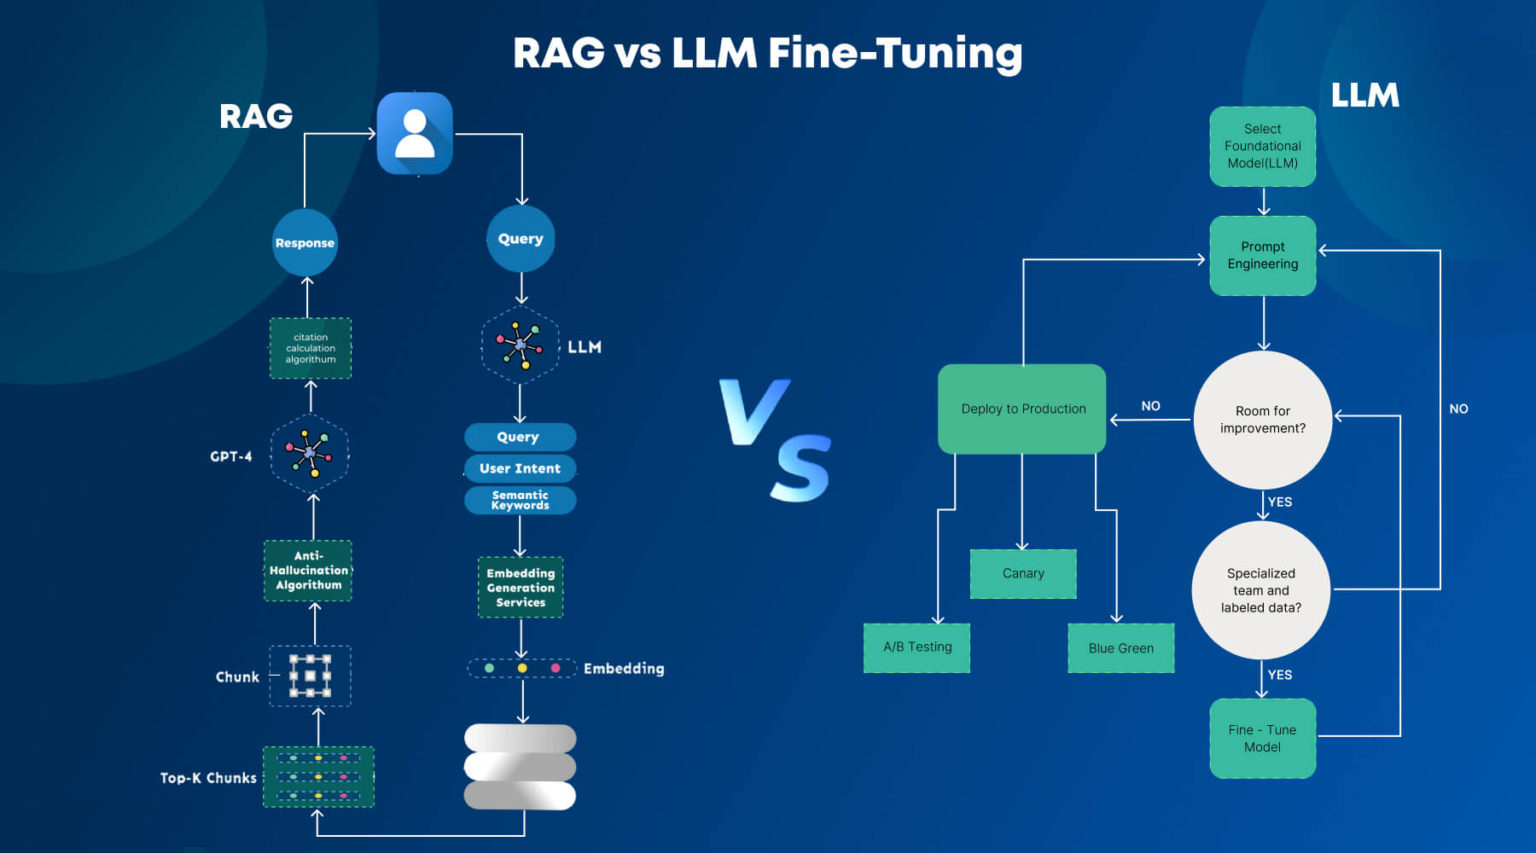 RAG vs LLM Fine-Tuning
RAG
Response
Query
citation
calculation
algorithum
LLM
GPT-4
Query
User Intent
Semantic
Keywords
Anti-
Hallucination
Algorithum
Embedding
Generation
Services
Chunk
Embedding
Top-K Chunks
VS
LLM
Select
Foundational
Model(LLM)
Prompt
Engineering
Room for
improvement?
NO
Deploy to Production
NO
YES
Canary
Specialized
team and
labeled data?
A/B Testing
Blue Green
YES
Fine - Tune
Model